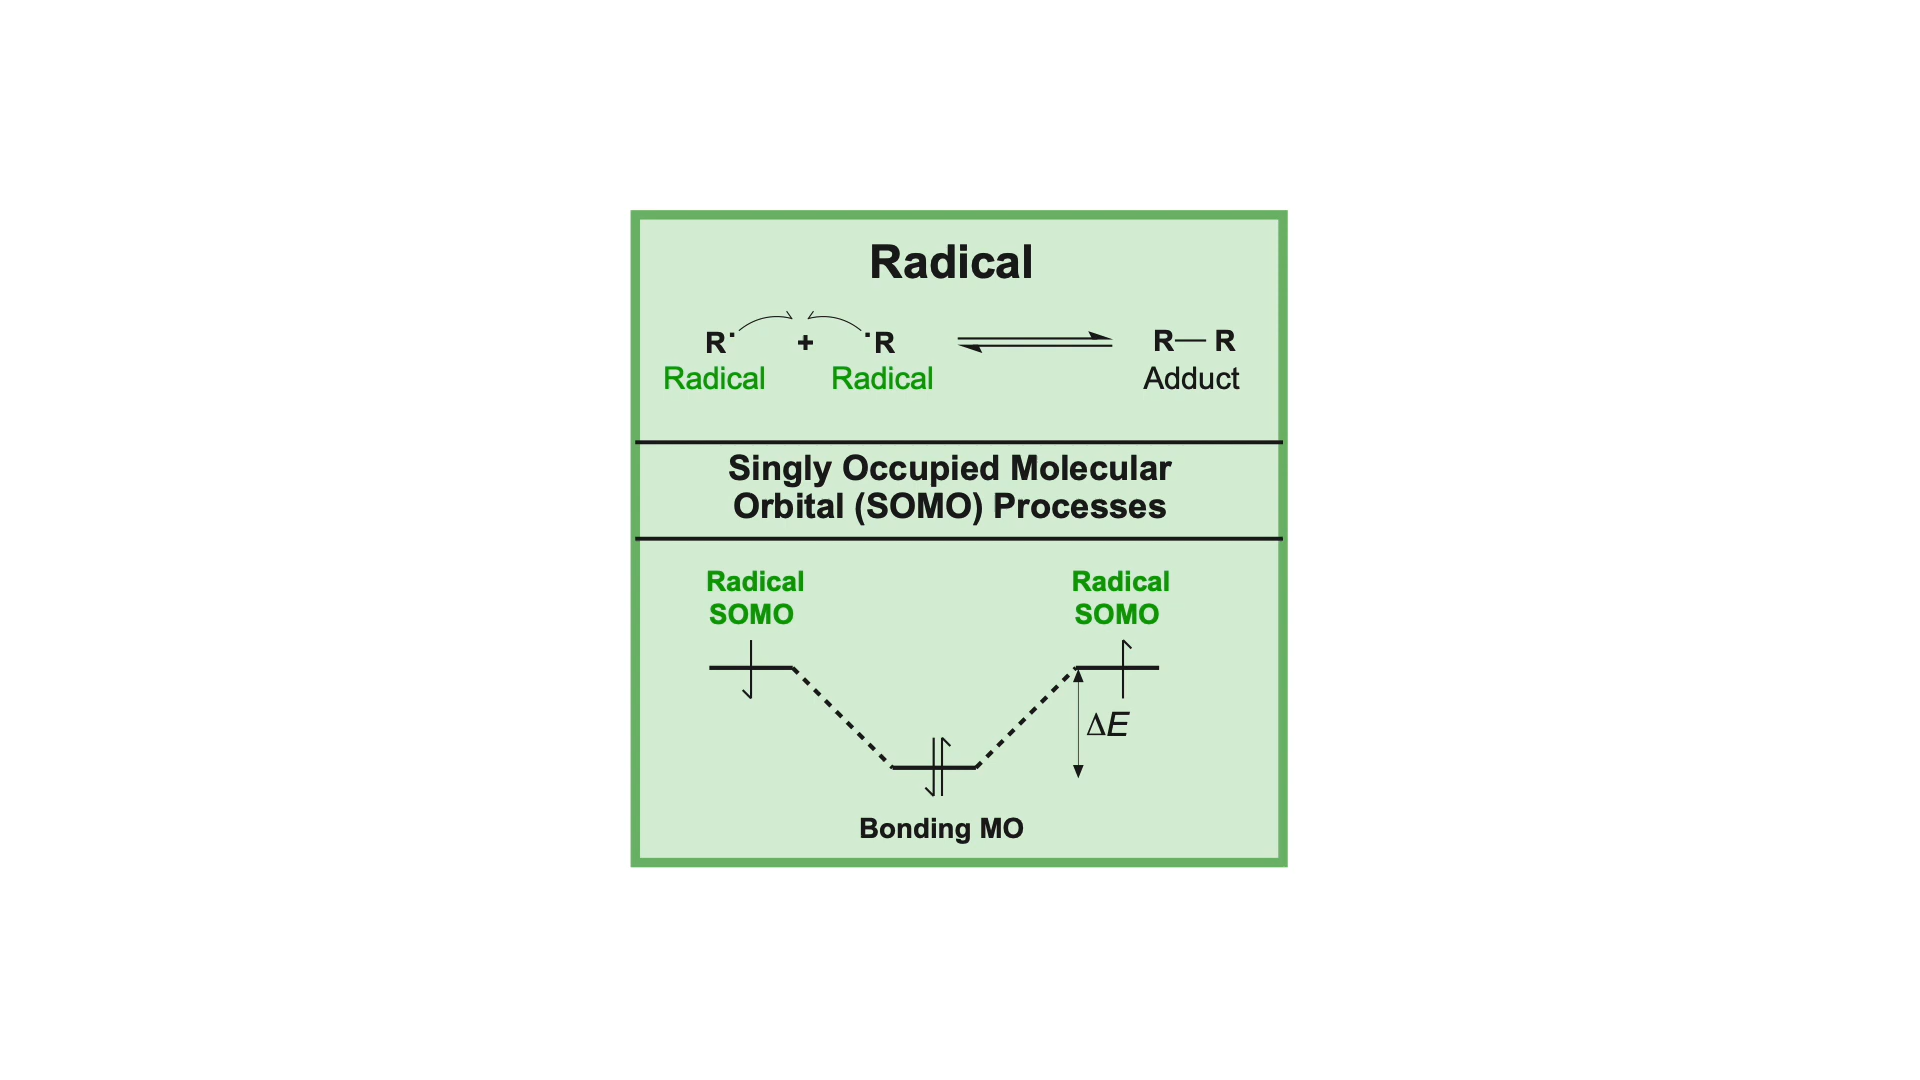 Radical
R· + ·R ⇌ R—R
Radical Radical Adduct
Singly Occupied Molecular
Orbital (SOMO) Processes
Radical Radical
SOMO SOMO
ΔE
Bonding MO